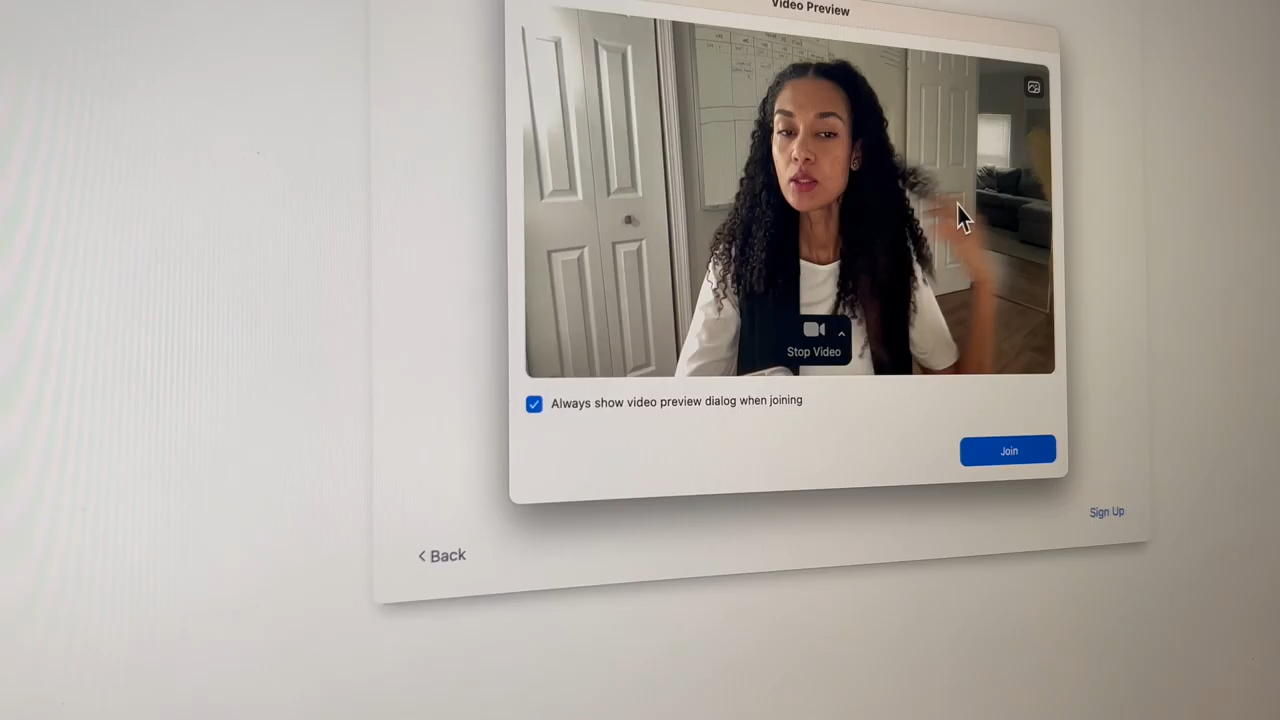 Video Preview
Stop Video
Always show video preview dialog when joining
Join
Sign Up
< Back